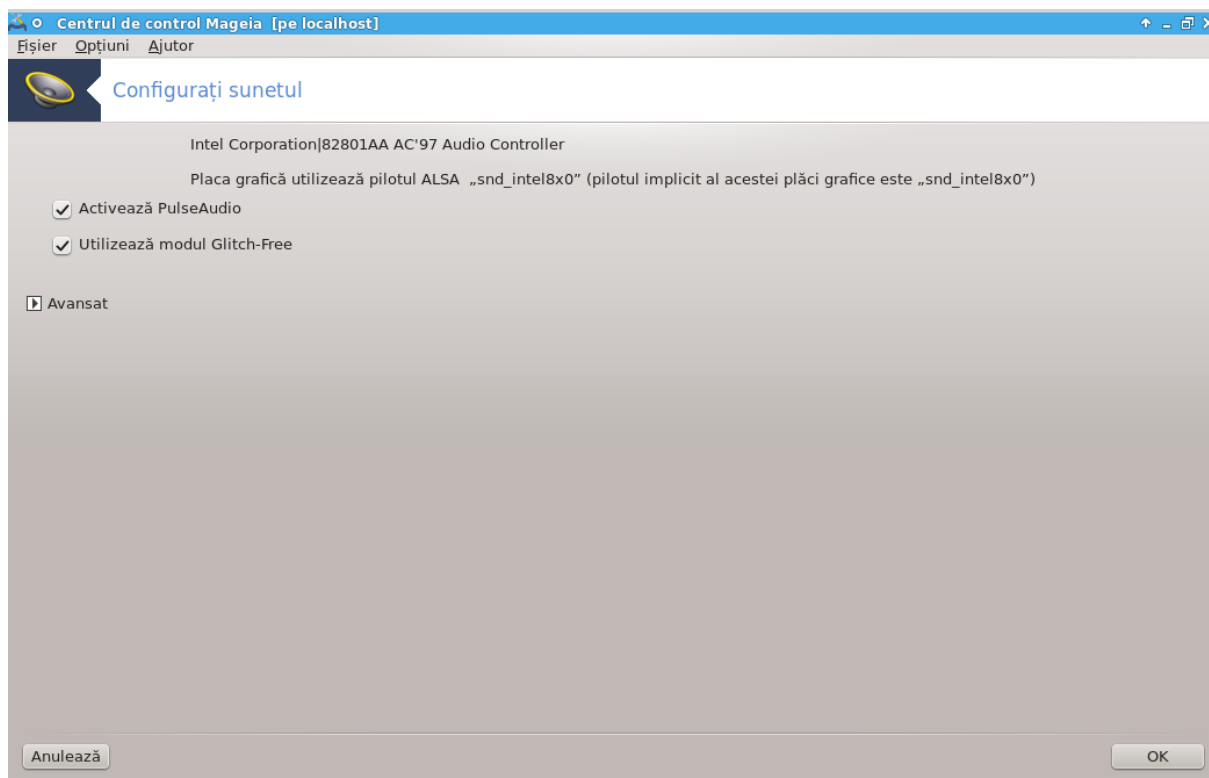 Centrul de control Mageia [pe localhost]
Fișier Opțiuni Ajutor
Configurați sunetul
Intel Corporation|82801AA AC'97 Audio Controller
Placa grafică utilizează pilotul ALSA „snd_intel8x0” (pilotul implicit al acestei plăci grafice este „snd_intel8x0”)
Activează PulseAudio
Utilizează modul Glitch-Free
Avansat
Anulează OK